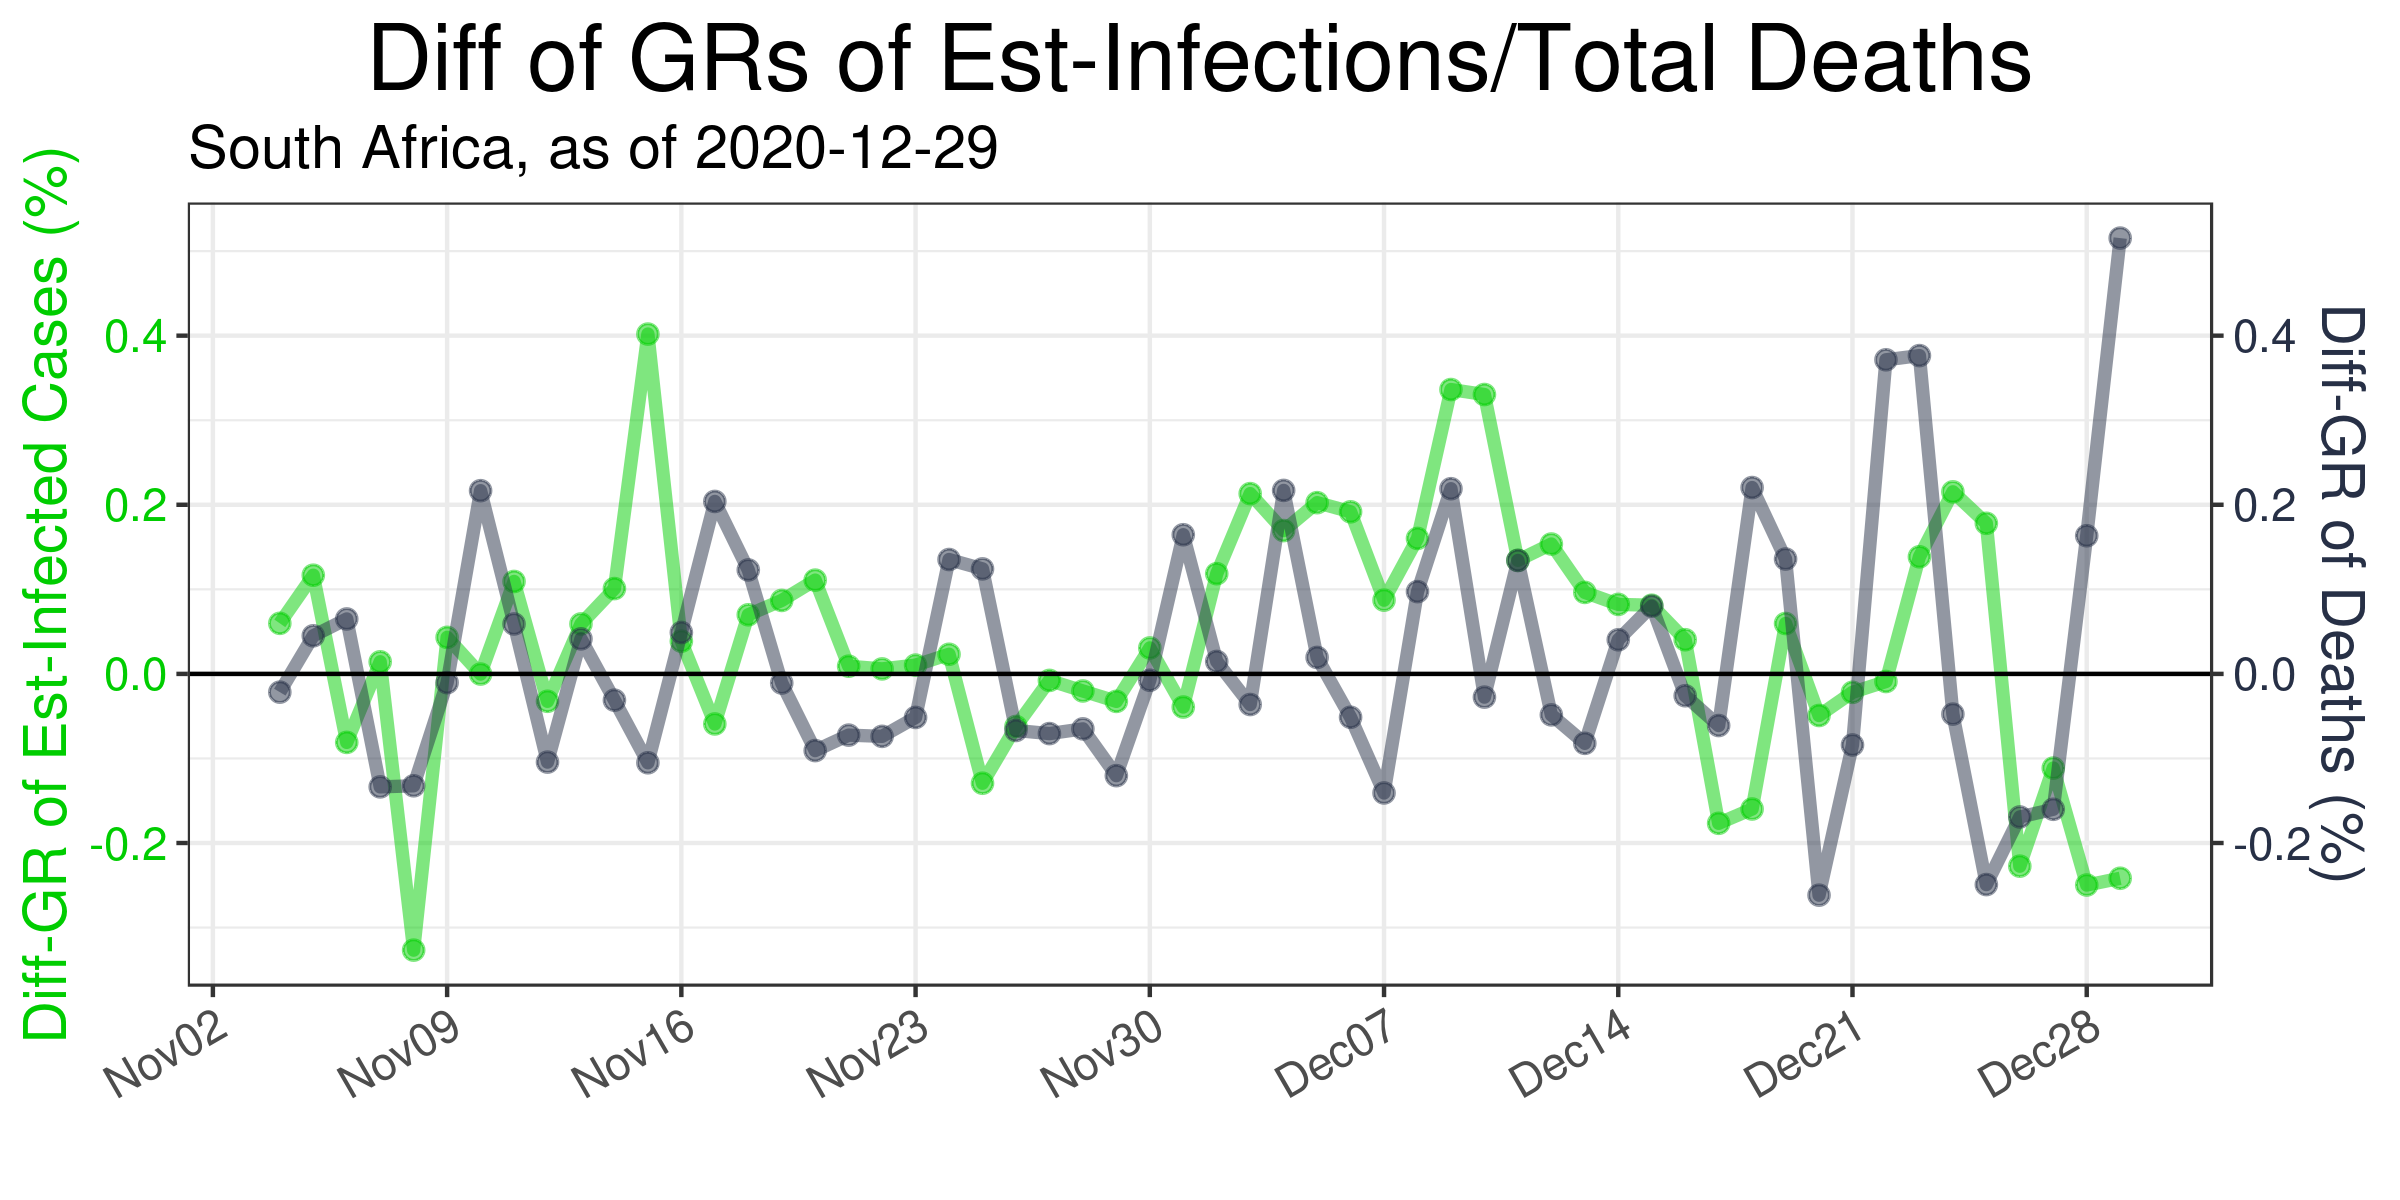 Diff of GRs of Est-Infections/Total Deaths
South Africa, as of 2020-12-29
Diff-GR of Est-Infected Cases (%)
0.4
0.2
0.0
-0.2
0.4
0.2
0.0
-0.2
Diff-GR of Deaths (%)
Nov02
Nov09
Nov16
Nov23
Nov30
Dec07
Dec14
Dec21
Dec28